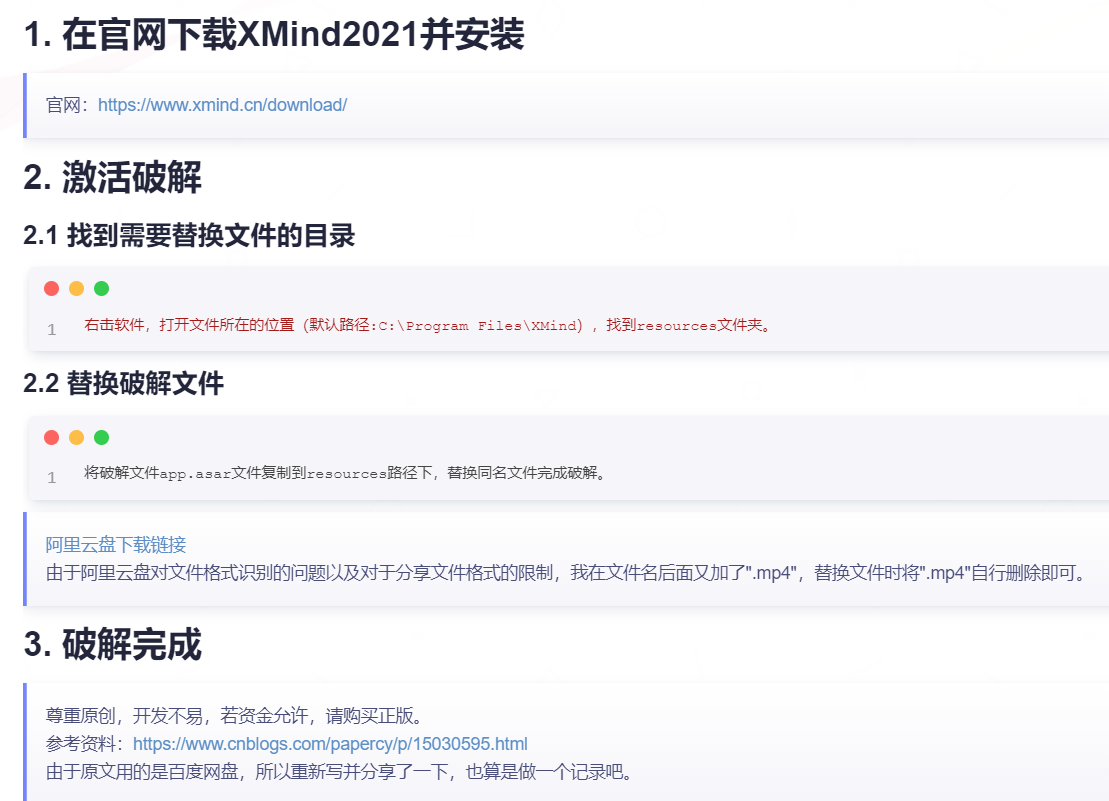 1. 在官网下载XMind2021并安装
官网：https://www.xmind.cn/download/
2. 激活破解
2.1 找到需要替换文件的目录
1 右击软件，打开文件所在的位置（默认路径:C:\Program Files\XMind），找到resources文件夹。
2.2 替换破解文件
1 将破解文件app.asar文件复制到resources路径下，替换同名文件完成破解。
阿里云盘下载链接
由于阿里云盘对文件格式识别的问题以及对于分享文件格式的限制，我在文件名后面又加了".mp4"，替换文件时将".mp4"自行删除即可。
3. 破解完成
尊重原创，开发不易，若资金允许，请购买正版。
参考资料：https://www.cnblogs.com/papercy/p/15030595.html
由于原文用的是百度网盘，所以重新写并分享了一下，也算是做一个记录吧。